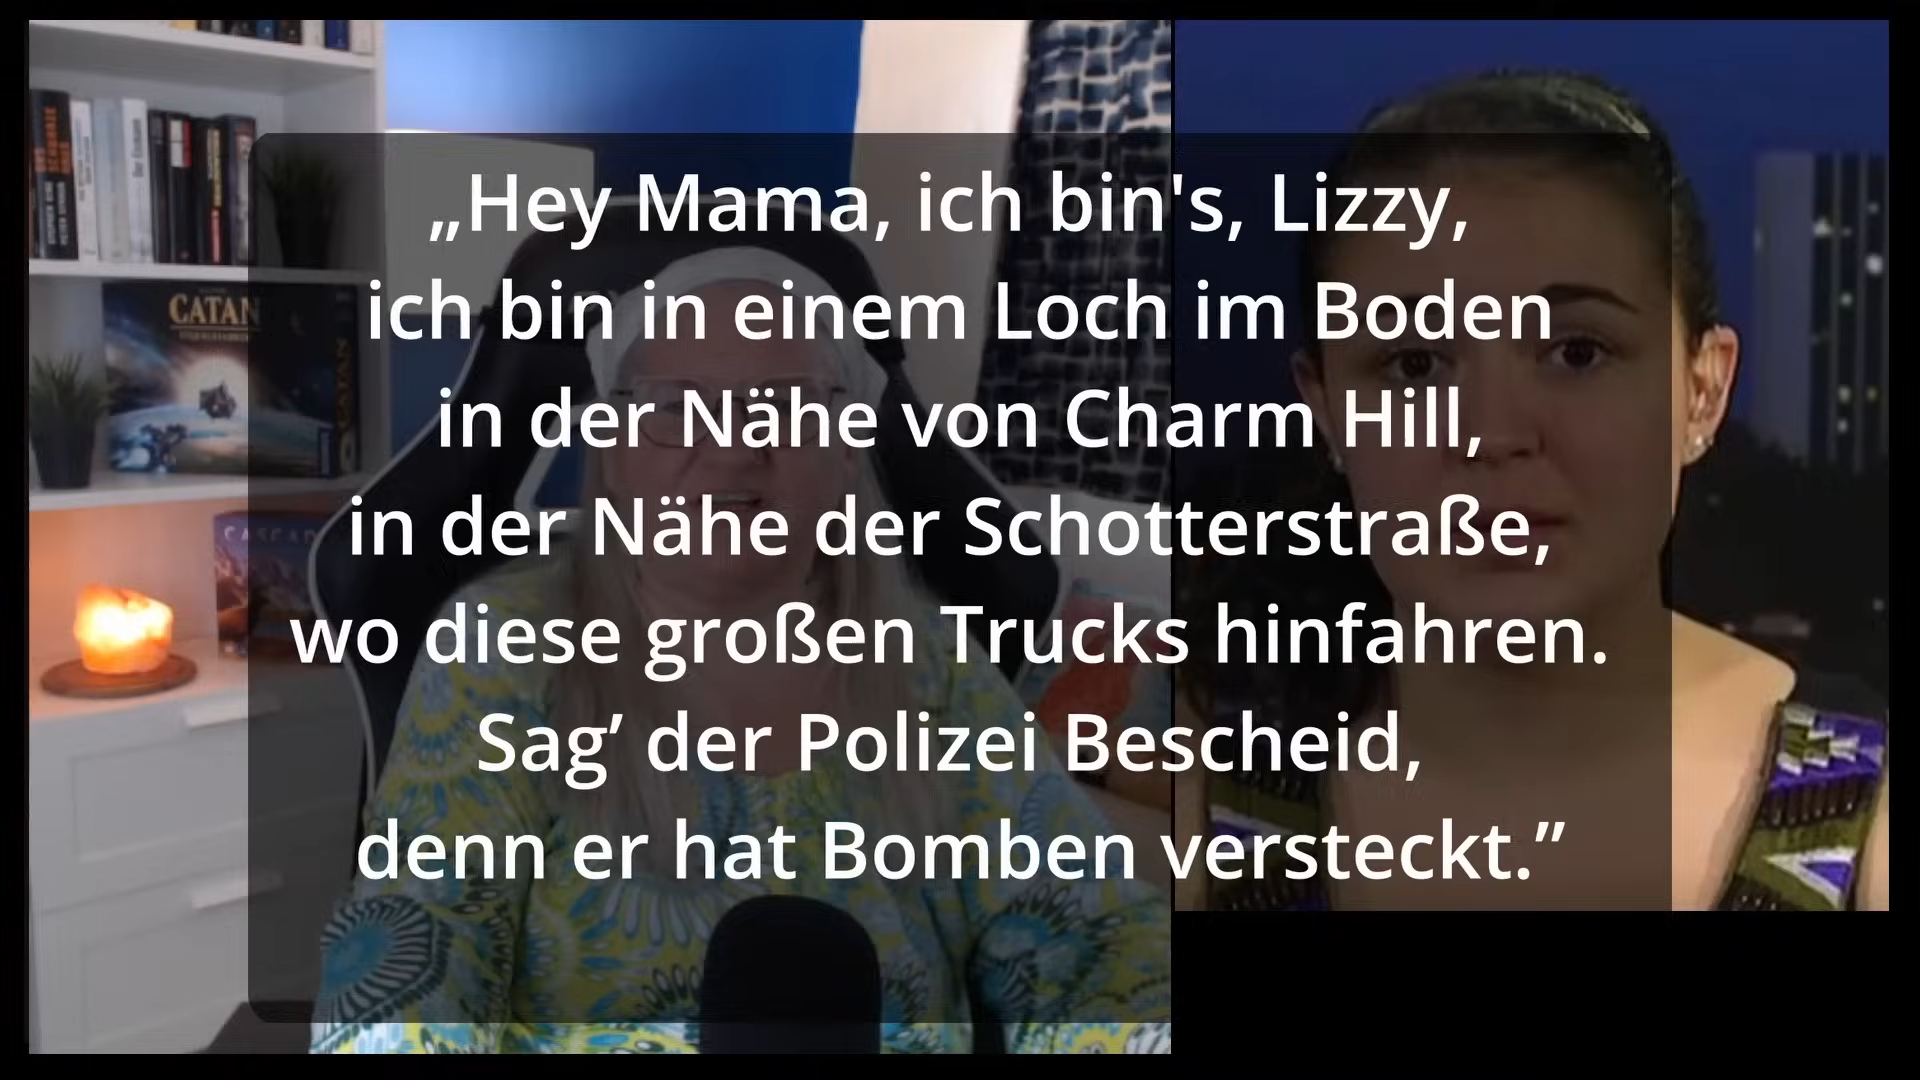 „Hey Mama, ich bin's, Lizzy,
ich bin in einem Loch im Boden
in der Nähe von Charm Hill,
in der Nähe der Schotterstraße,
wo diese großen Trucks hinfahren.
Sag’ der Polizei Bescheid,
denn er hat Bomben versteckt.”
CATAN
CATAN
CASCAD